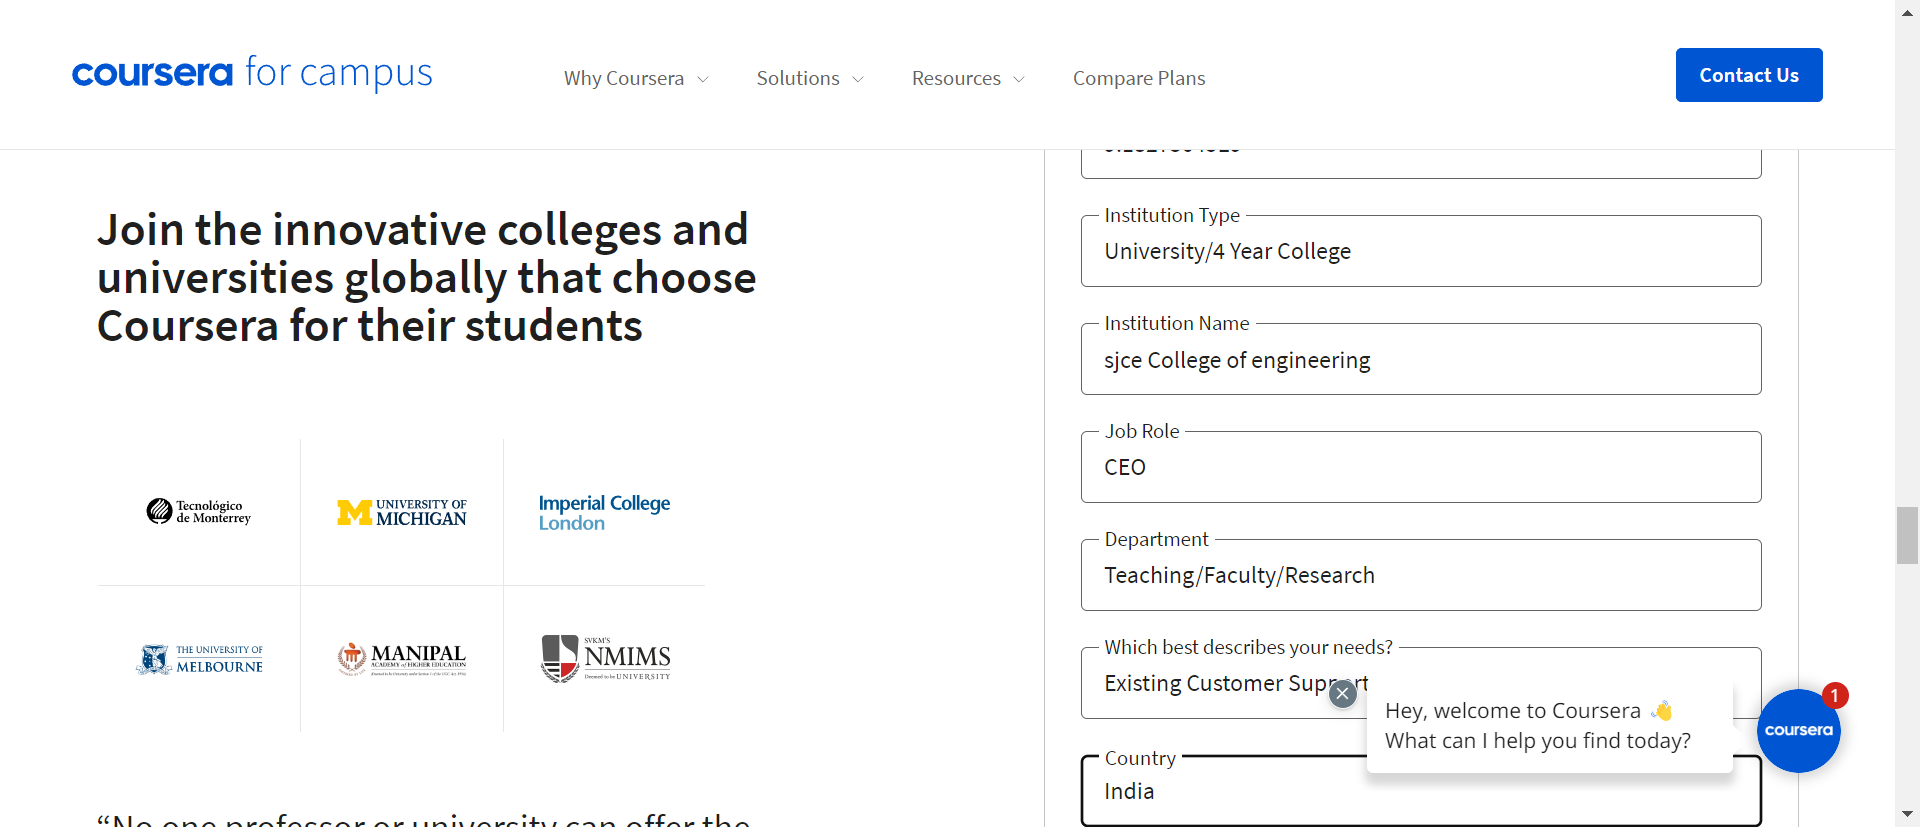 coursera for campus
Why Coursera
Solutions
Resources
Compare Plans
Contact Us
Join the innovative colleges and
universities globally that choose
Coursera for their students
Tecnológico
de Monterrey
UNIVERSITY OF
MICHIGAN
Imperial College
London
THE UNIVERSITY OF
MELBOURNE
MANIPAL
ACADEMY of HIGHER EDUCATION
SVKM'S
NMIMS
Deemed to be UNIVERSITY
“No one professor or university can offer the
Institution Type
University/4 Year College
Institution Name
sjce College of engineering
Job Role
CEO
Department
Teaching/Faculty/Research
Which best describes your needs?
Existing Customer Support
Country
India
Hey, welcome to Coursera 👋
What can I help you find today?
1
coursera